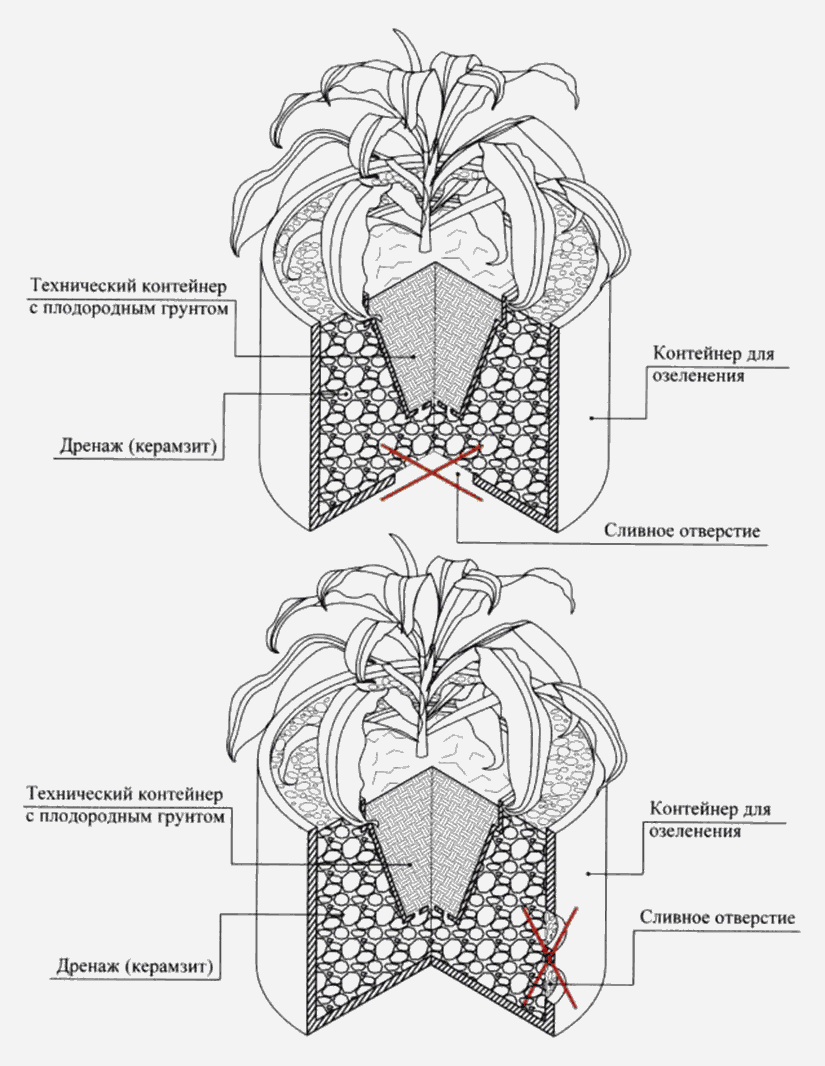 Технический контейнер
с плодородным грунтом
Контейнер для
озеленения
Дренаж (керамзит)
Сливное отверстие
Технический контейнер
с плодородным грунтом
Контейнер для
озеленения
Сливное отверстие
Дренаж (керамзит)